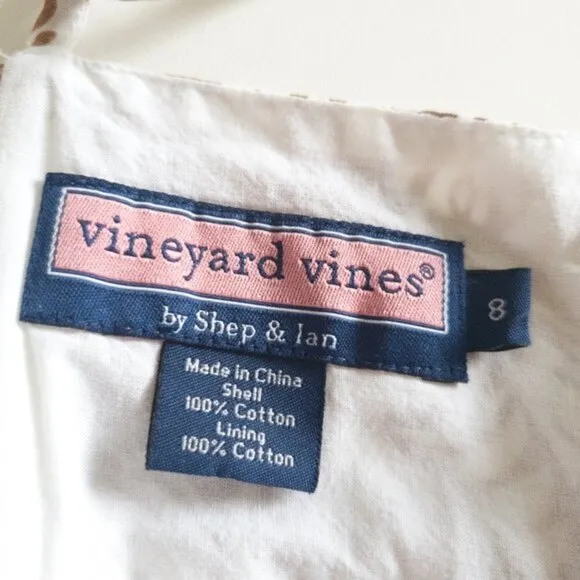 vineyard vines®
by Shep & Ian
8
Made in China
Shell
100% Cotton
Lining
100% Cotton